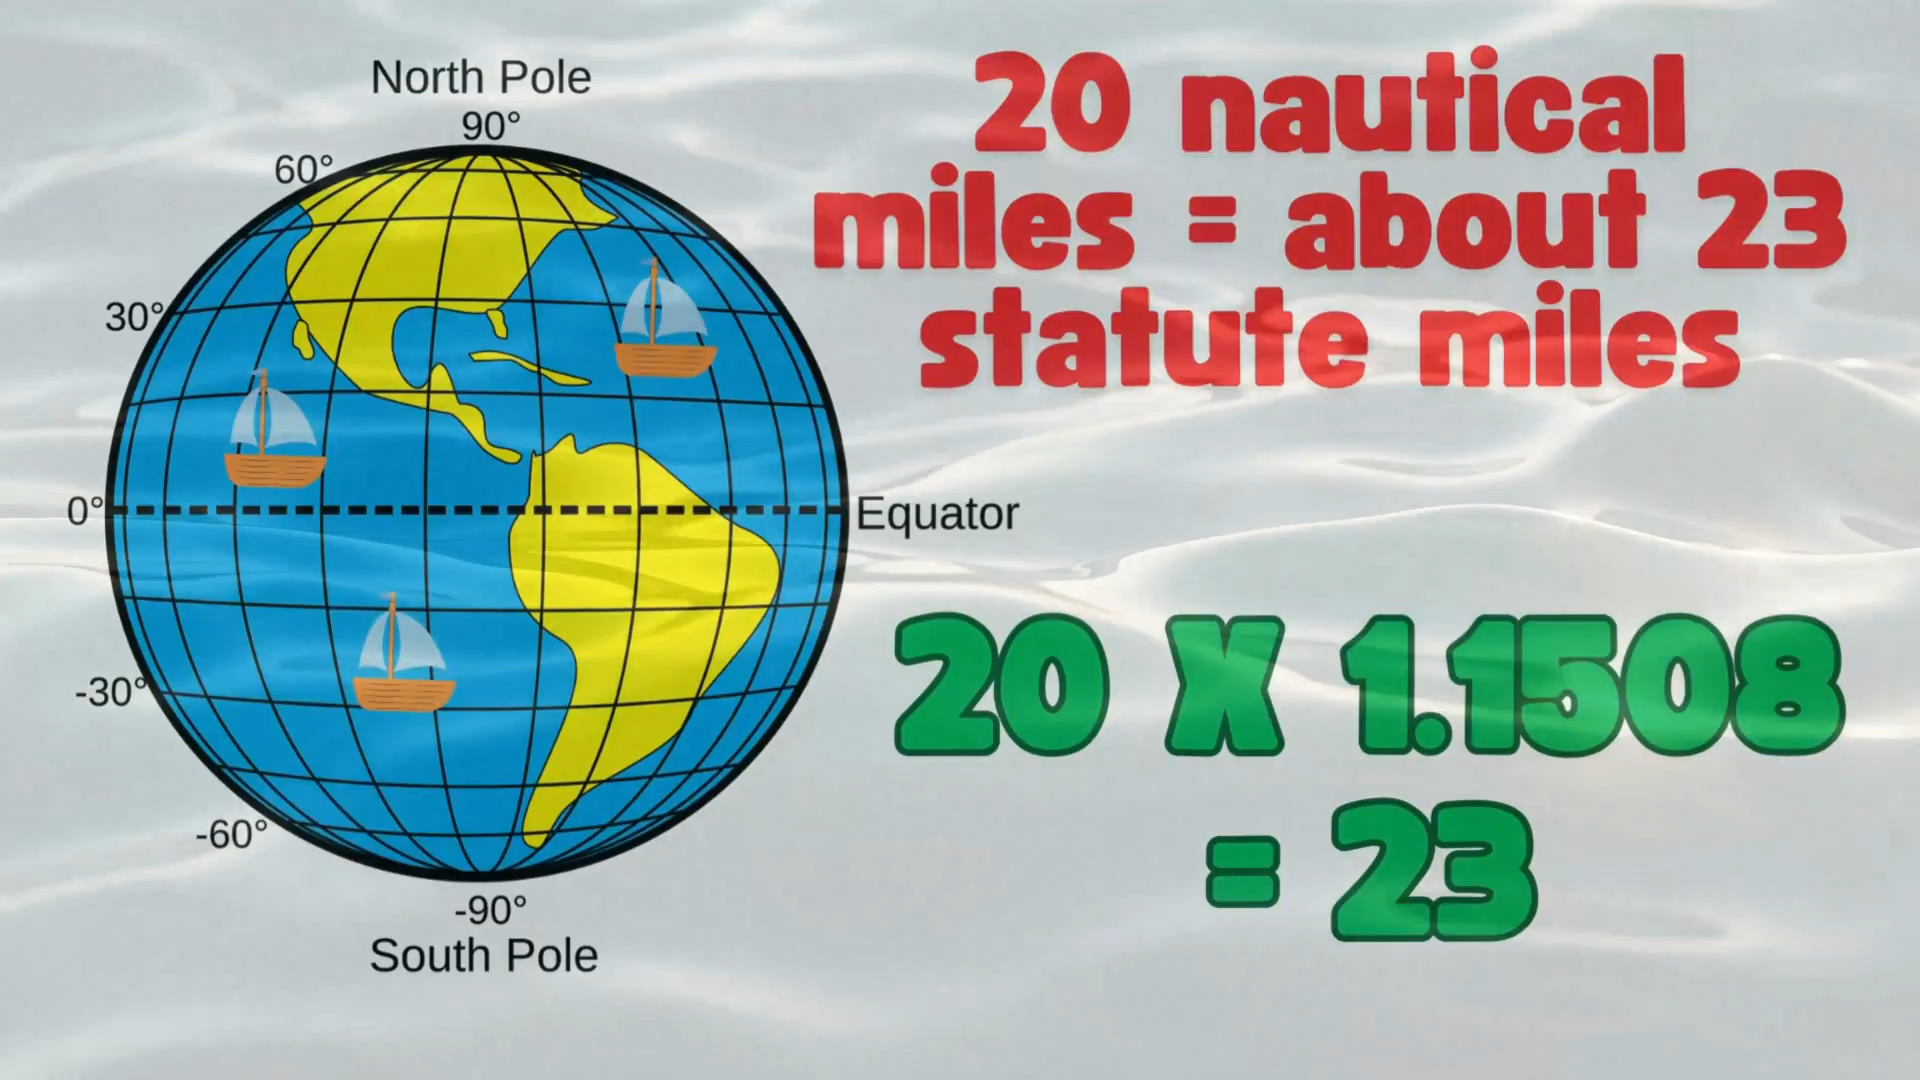 North Pole
90°
60°
30°
0°
Equator
-30°
-60°
-90°
South Pole
20 nautical
miles = about 23
statute miles
20 X 1.1508
= 23